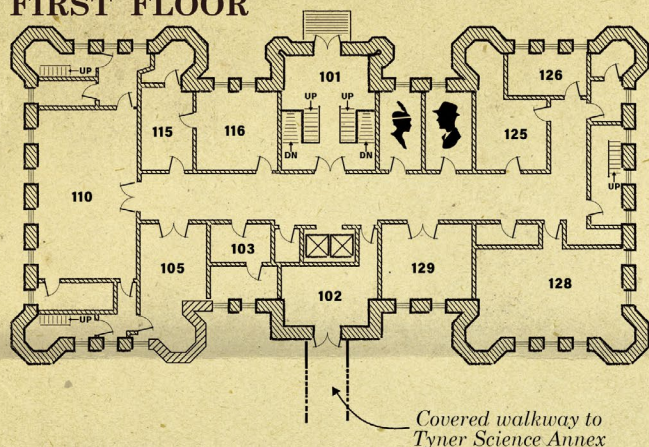 FIRST FLOOR
101
126
UP
UP UP
115
116
125
DN
DN
UP
110
103
105
129
128
102
UP
Covered walkway to
Tyner Science Annex